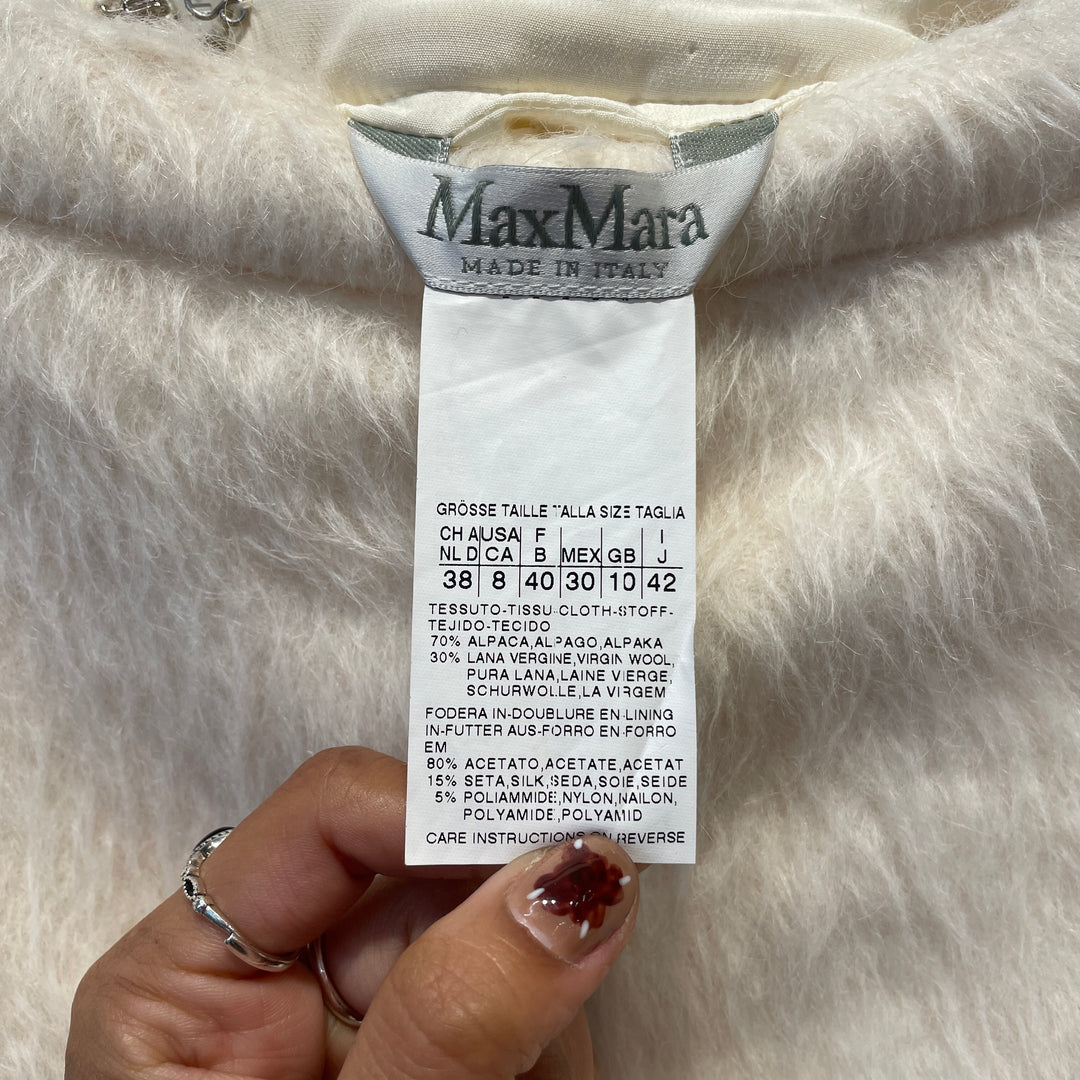 MaxMara
MADE IN ITALY
GRÖSSE TAILLE TALLA SIZE TAGLIA
CH A USA F I
NL D CA B MEX GB J
38 8 40 30 10 42
TESSUTO-TISSU-CLOTH-STOFF-
TEJIDO-TECIDO
70% ALPACA,ALPAGO,ALPAKA
30% LANA VERGINE,VIRGIN WOOL,
PURA LANA,LAINE VIERGE,
SCHURWOLLE,LA VIRGEM
FODERA IN-DOUBLURE EN-LINING
IN-FUTTER AUS-FORRO EN-FORRO
EM
80% ACETATO,ACETATE,ACETAT
15% SETA,SILK,SEDA,SOIE,SEIDE
5% POLIAMMIDE,NYLON,NAILON,
POLYAMIDE,POLYAMID
CARE INSTRUCTIONS ON REVERSE